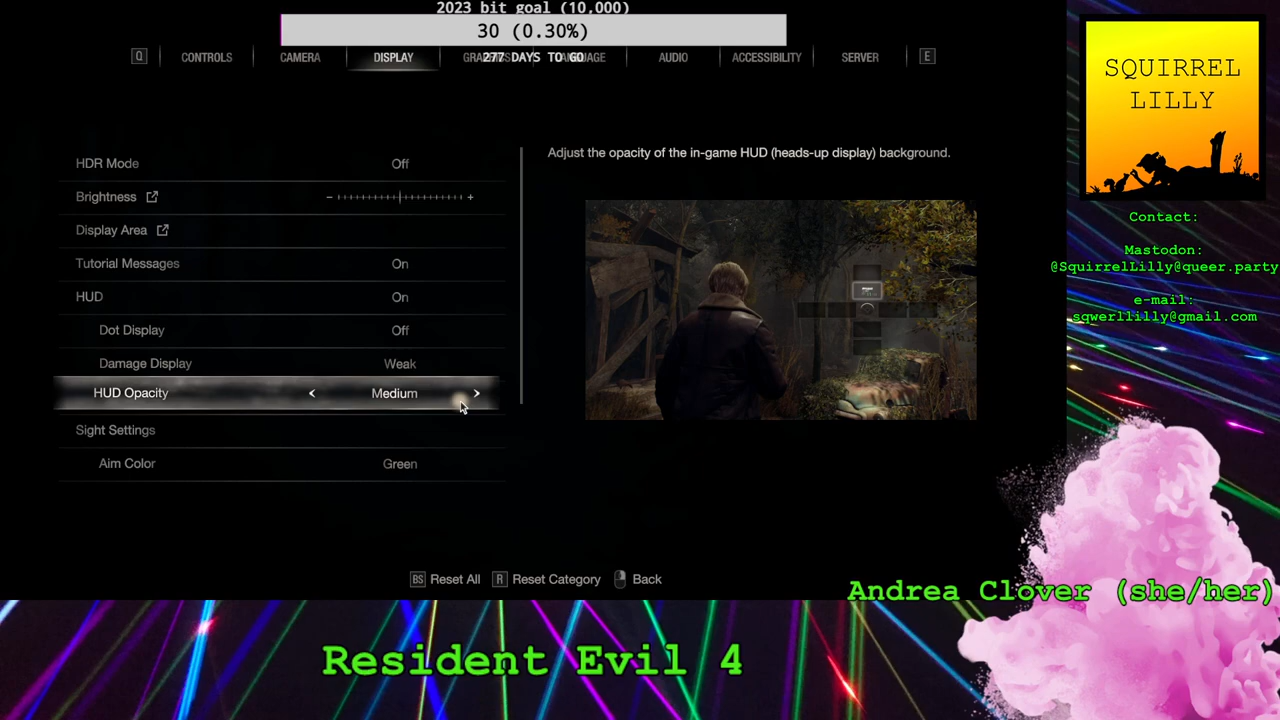 2023 bit goal (10,000)
30 (0.30%)
277 DAYS TO GO
Q CONTROLS CAMERA DISPLAY AUDIO ACCESSIBILITY SERVER E
HDR Mode Off
Brightness - +
Display Area
Tutorial Messages On
HUD On
Dot Display Off
Damage Display Weak
HUD Opacity < Medium >
Sight Settings
Aim Color Green
Adjust the opacity of the in-game HUD (heads-up display) background.
BS Reset All R Reset Category Back
SQUIRREL
LILLY
Contact:
Mastodon:
@SquirrelLilly@queer.party
e-mail:
sqwerllilly@gmail.com
Andrea Clover (she/her)
Resident Evil 4